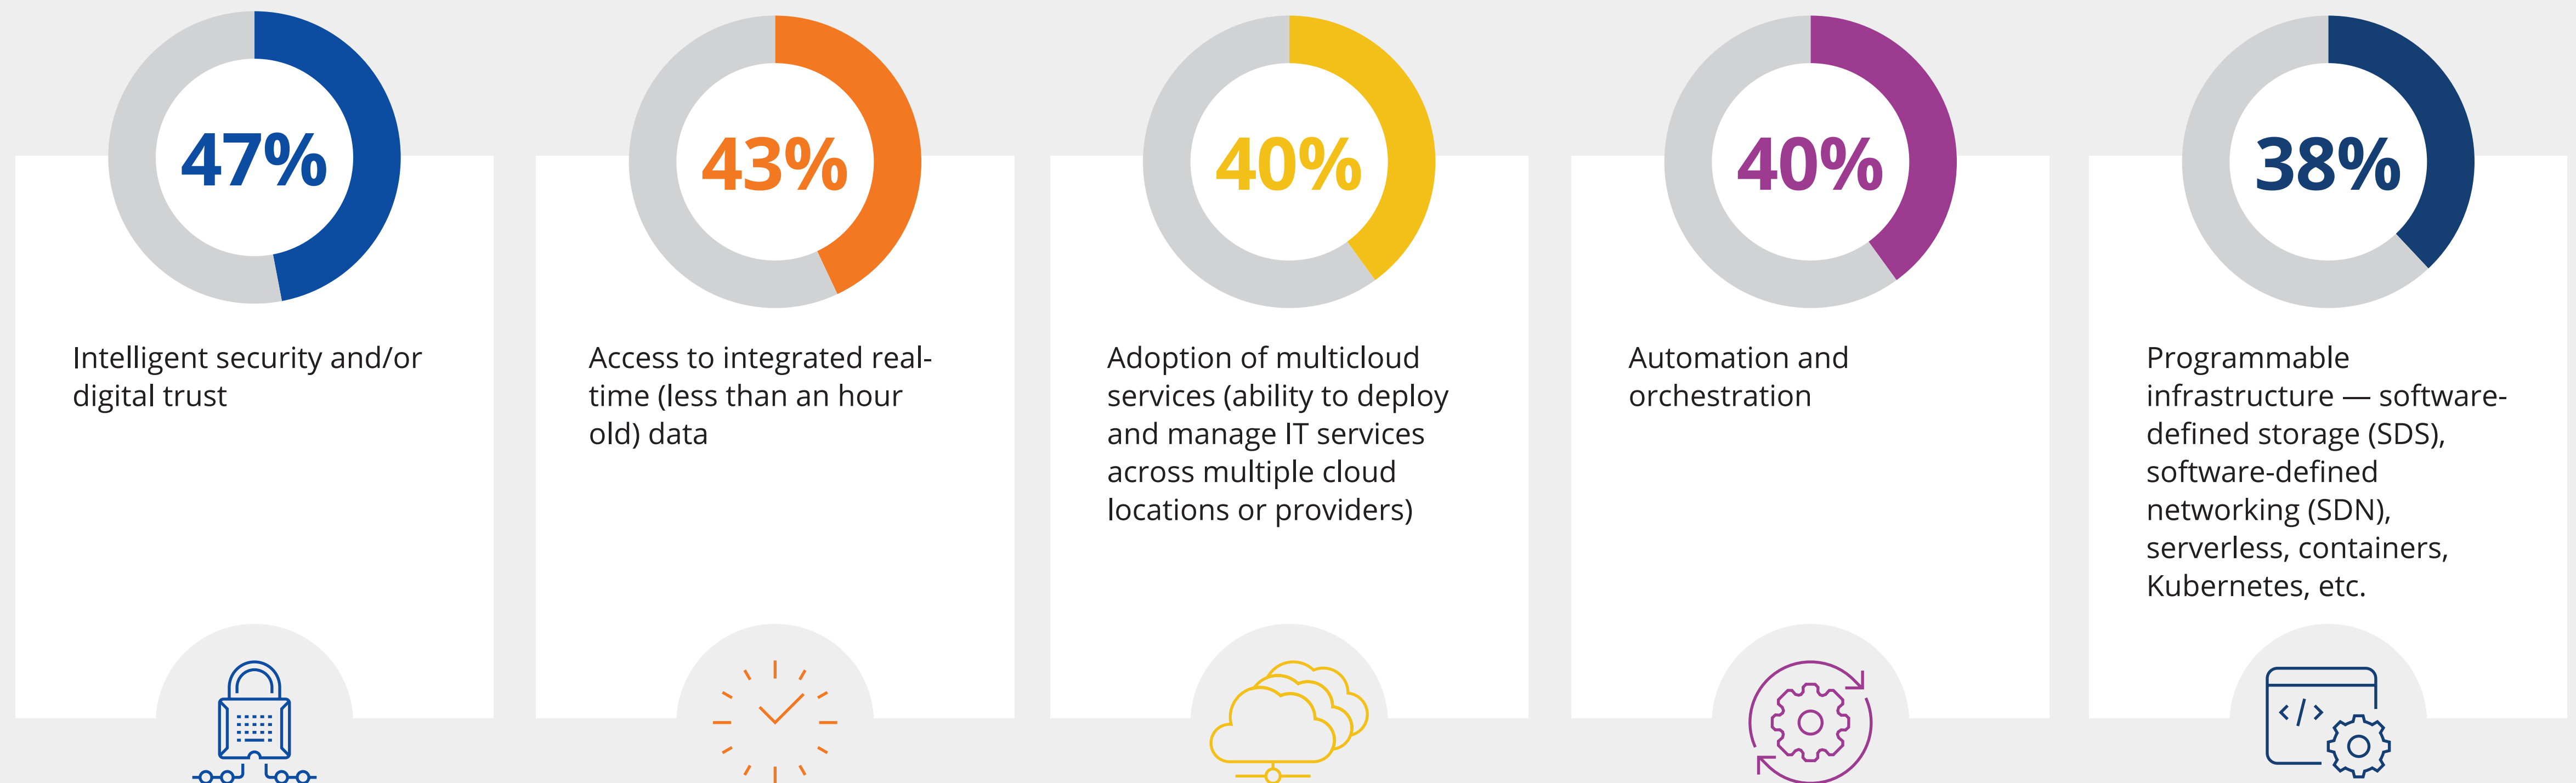 47%
Intelligent security and/or
digital trust
43%
Access to integrated real-
time (less than an hour
old) data
40%
Adoption of multicloud
services (ability to deploy
and manage IT services
across multiple cloud
locations or providers)
40%
Automation and
orchestration
38%
Programmable
infrastructure — software-
defined storage (SDS),
software-defined
networking (SDN),
serverless, containers,
Kubernetes, etc.